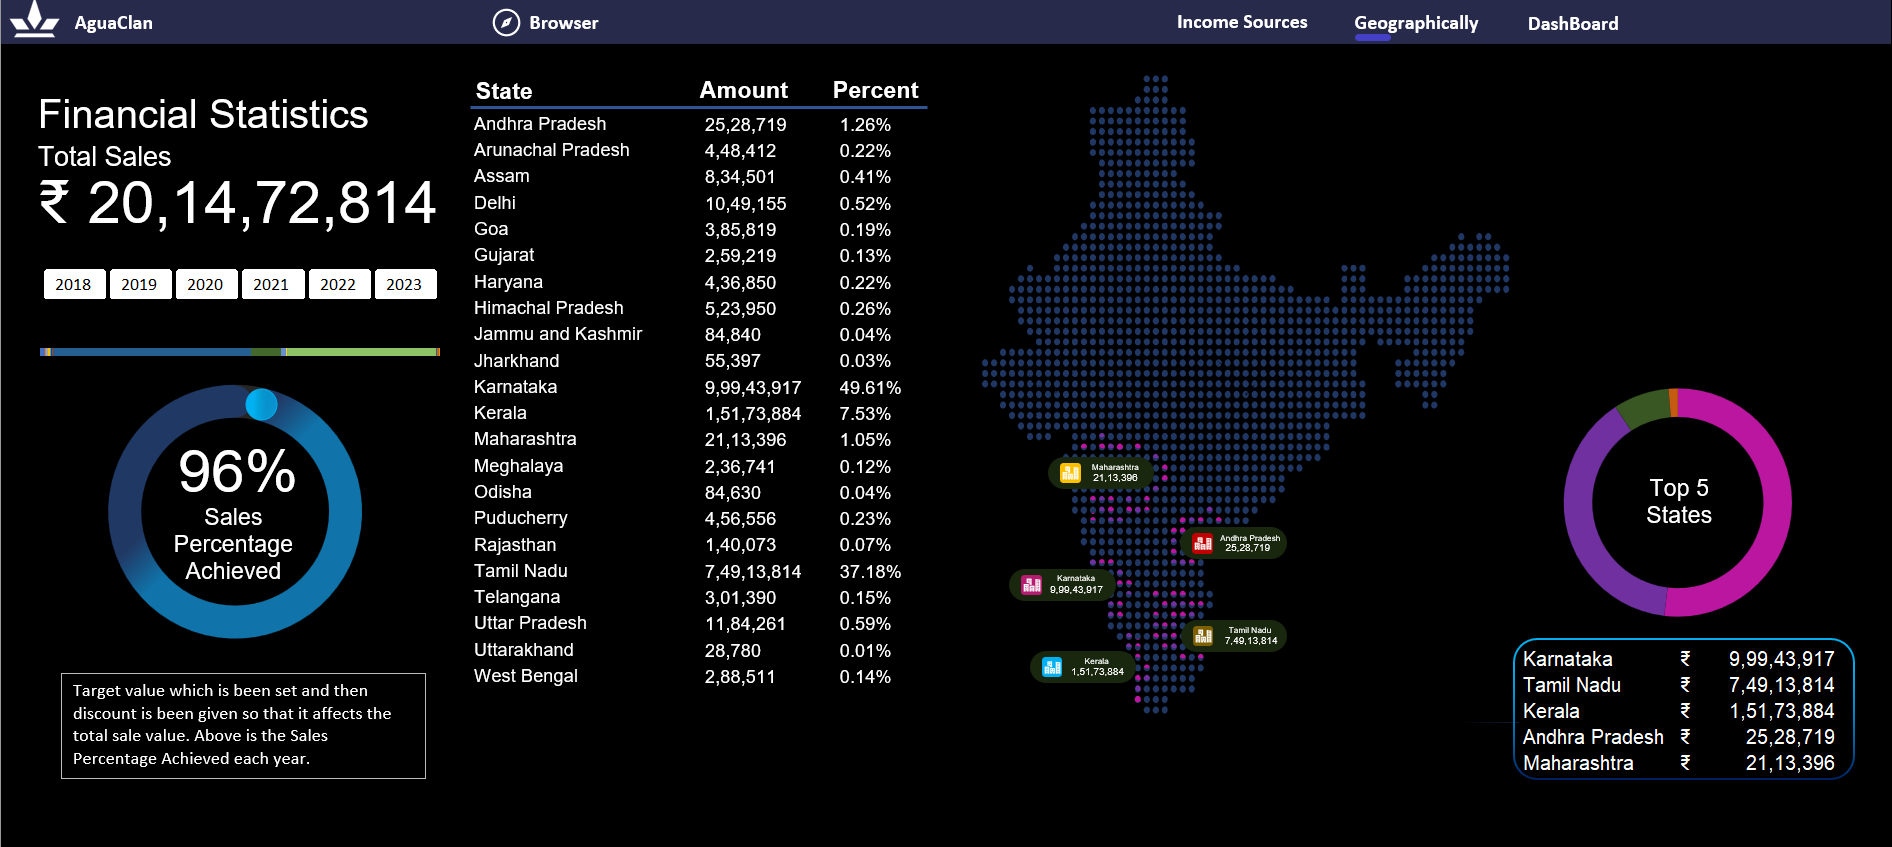 AguaClan
Browser
Income Sources
Geographically
DashBoard
Financial Statistics
Total Sales
₹ 20,14,72,814
2018 2019 2020 2021 2022 2023
96%
Sales
Percentage
Achieved
Target value which is been set and then
discount is been given so that it affects the
total sale value. Above is the Sales
Percentage Achieved each year.
State Amount Percent
Andhra Pradesh 25,28,719 1.26%
Arunachal Pradesh 4,48,412 0.22%
Assam 8,34,501 0.41%
Delhi 10,49,155 0.52%
Goa 3,85,819 0.19%
Gujarat 2,59,219 0.13%
Haryana 4,36,850 0.22%
Himachal Pradesh 5,23,950 0.26%
Jammu and Kashmir 84,840 0.04%
Jharkhand 55,397 0.03%
Karnataka 9,99,43,917 49.61%
Kerala 1,51,73,884 7.53%
Maharashtra 21,13,396 1.05%
Meghalaya 2,36,741 0.12%
Odisha 84,630 0.04%
Puducherry 4,56,556 0.23%
Rajasthan 1,40,073 0.07%
Tamil Nadu 7,49,13,814 37.18%
Telangana 3,01,390 0.15%
Uttar Pradesh 11,84,261 0.59%
Uttarakhand 28,780 0.01%
West Bengal 2,88,511 0.14%
Maharashtra
21,13,396
Andhra Pradesh
25,28,719
Karnataka
9,99,43,917
Tamil Nadu
7,49,13,814
Kerala
1,51,73,884
Top 5
States
Karnataka ₹ 9,99,43,917
Tamil Nadu ₹ 7,49,13,814
Kerala ₹ 1,51,73,884
Andhra Pradesh ₹ 25,28,719
Maharashtra ₹ 21,13,396